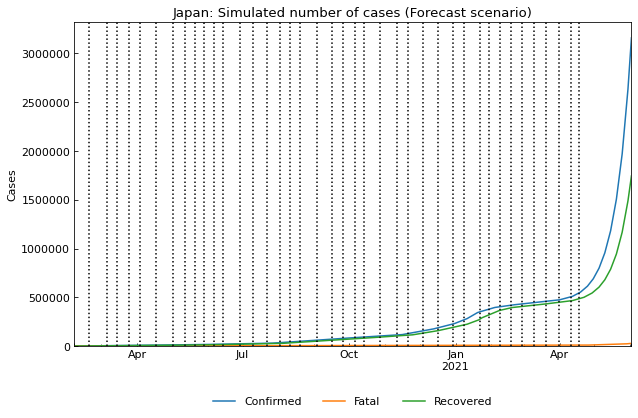 Japan: Simulated number of cases (Forecast scenario)
3000000
2500000
2000000
1500000
1000000
500000
0
Cases
Apr
Jul
Oct
Jan
2021
Apr
Confirmed
Fatal
Recovered